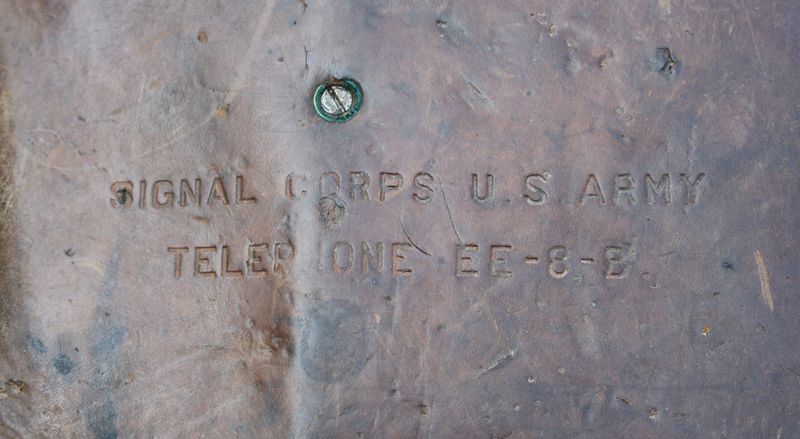 SIGNAL CORPS U.S. ARMY
TELEPHONE EE-8-B.